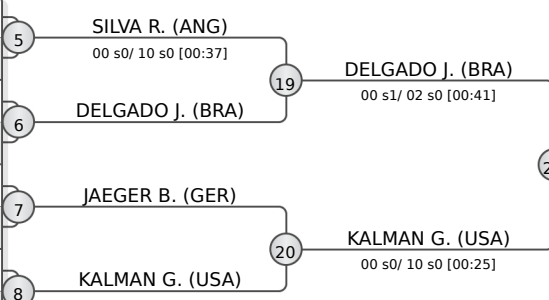 5
SILVA R. (ANG)
00 s0/ 10 s0 [00:37]
6
DELGADO J. (BRA)
19
DELGADO J. (BRA)
00 s1/ 02 s0 [00:41]
7
JAEGER B. (GER)
8
KALMAN G. (USA)
20
KALMAN G. (USA)
00 s0/ 10 s0 [00:25]